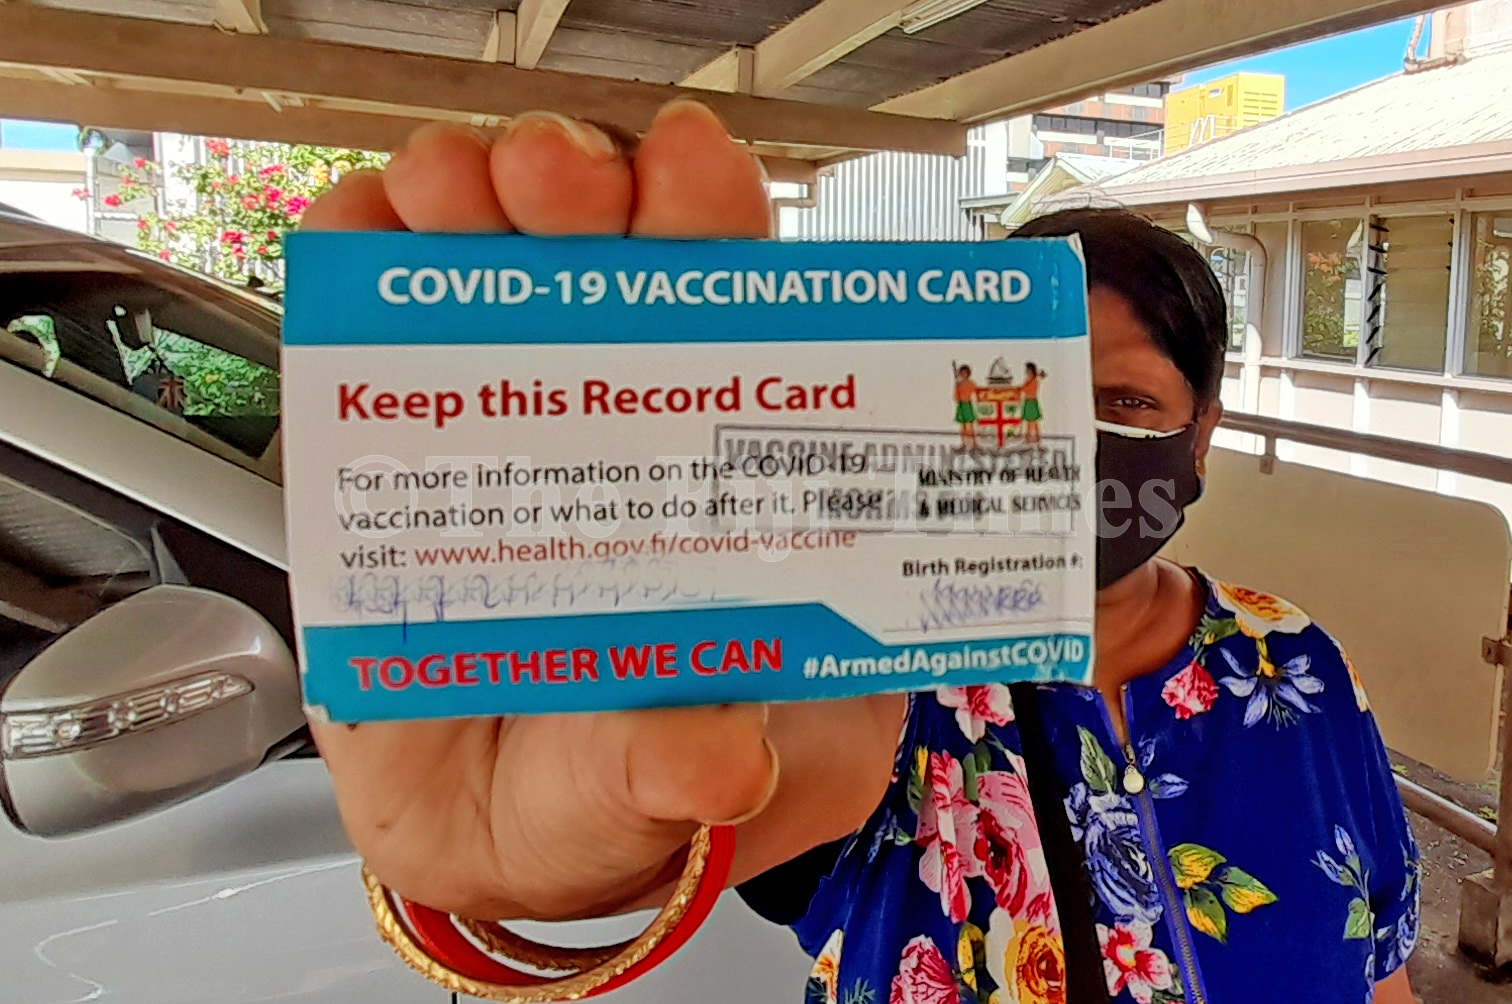 COVID-19 VACCINATION CARD
Keep this Record Card
For more information on the COVID-19
vaccination or what to do after it. Please
visit: www.health.gov.fj/covid-vaccine
VACCINE ADMINISTERED
MINISTRY OF HEALTH
& MEDICAL SERVICES
Birth Registration #:
TOGETHER WE CAN
#ArmedAgainstCOVID
©The Fiji Times